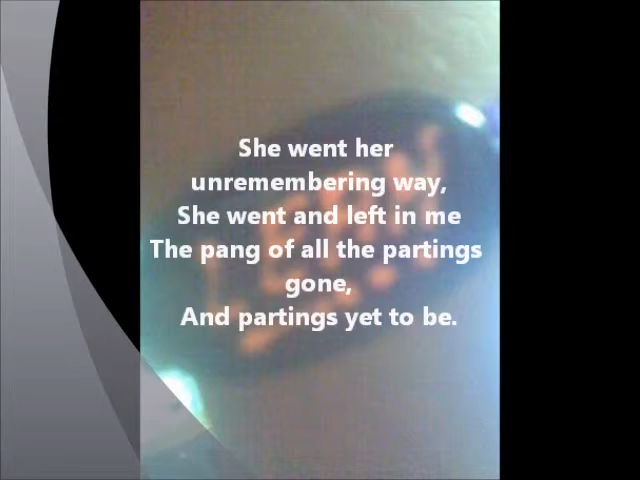 She went her
unremembering way,
She went and left in me
The pang of all the partings
gone,
And partings yet to be.